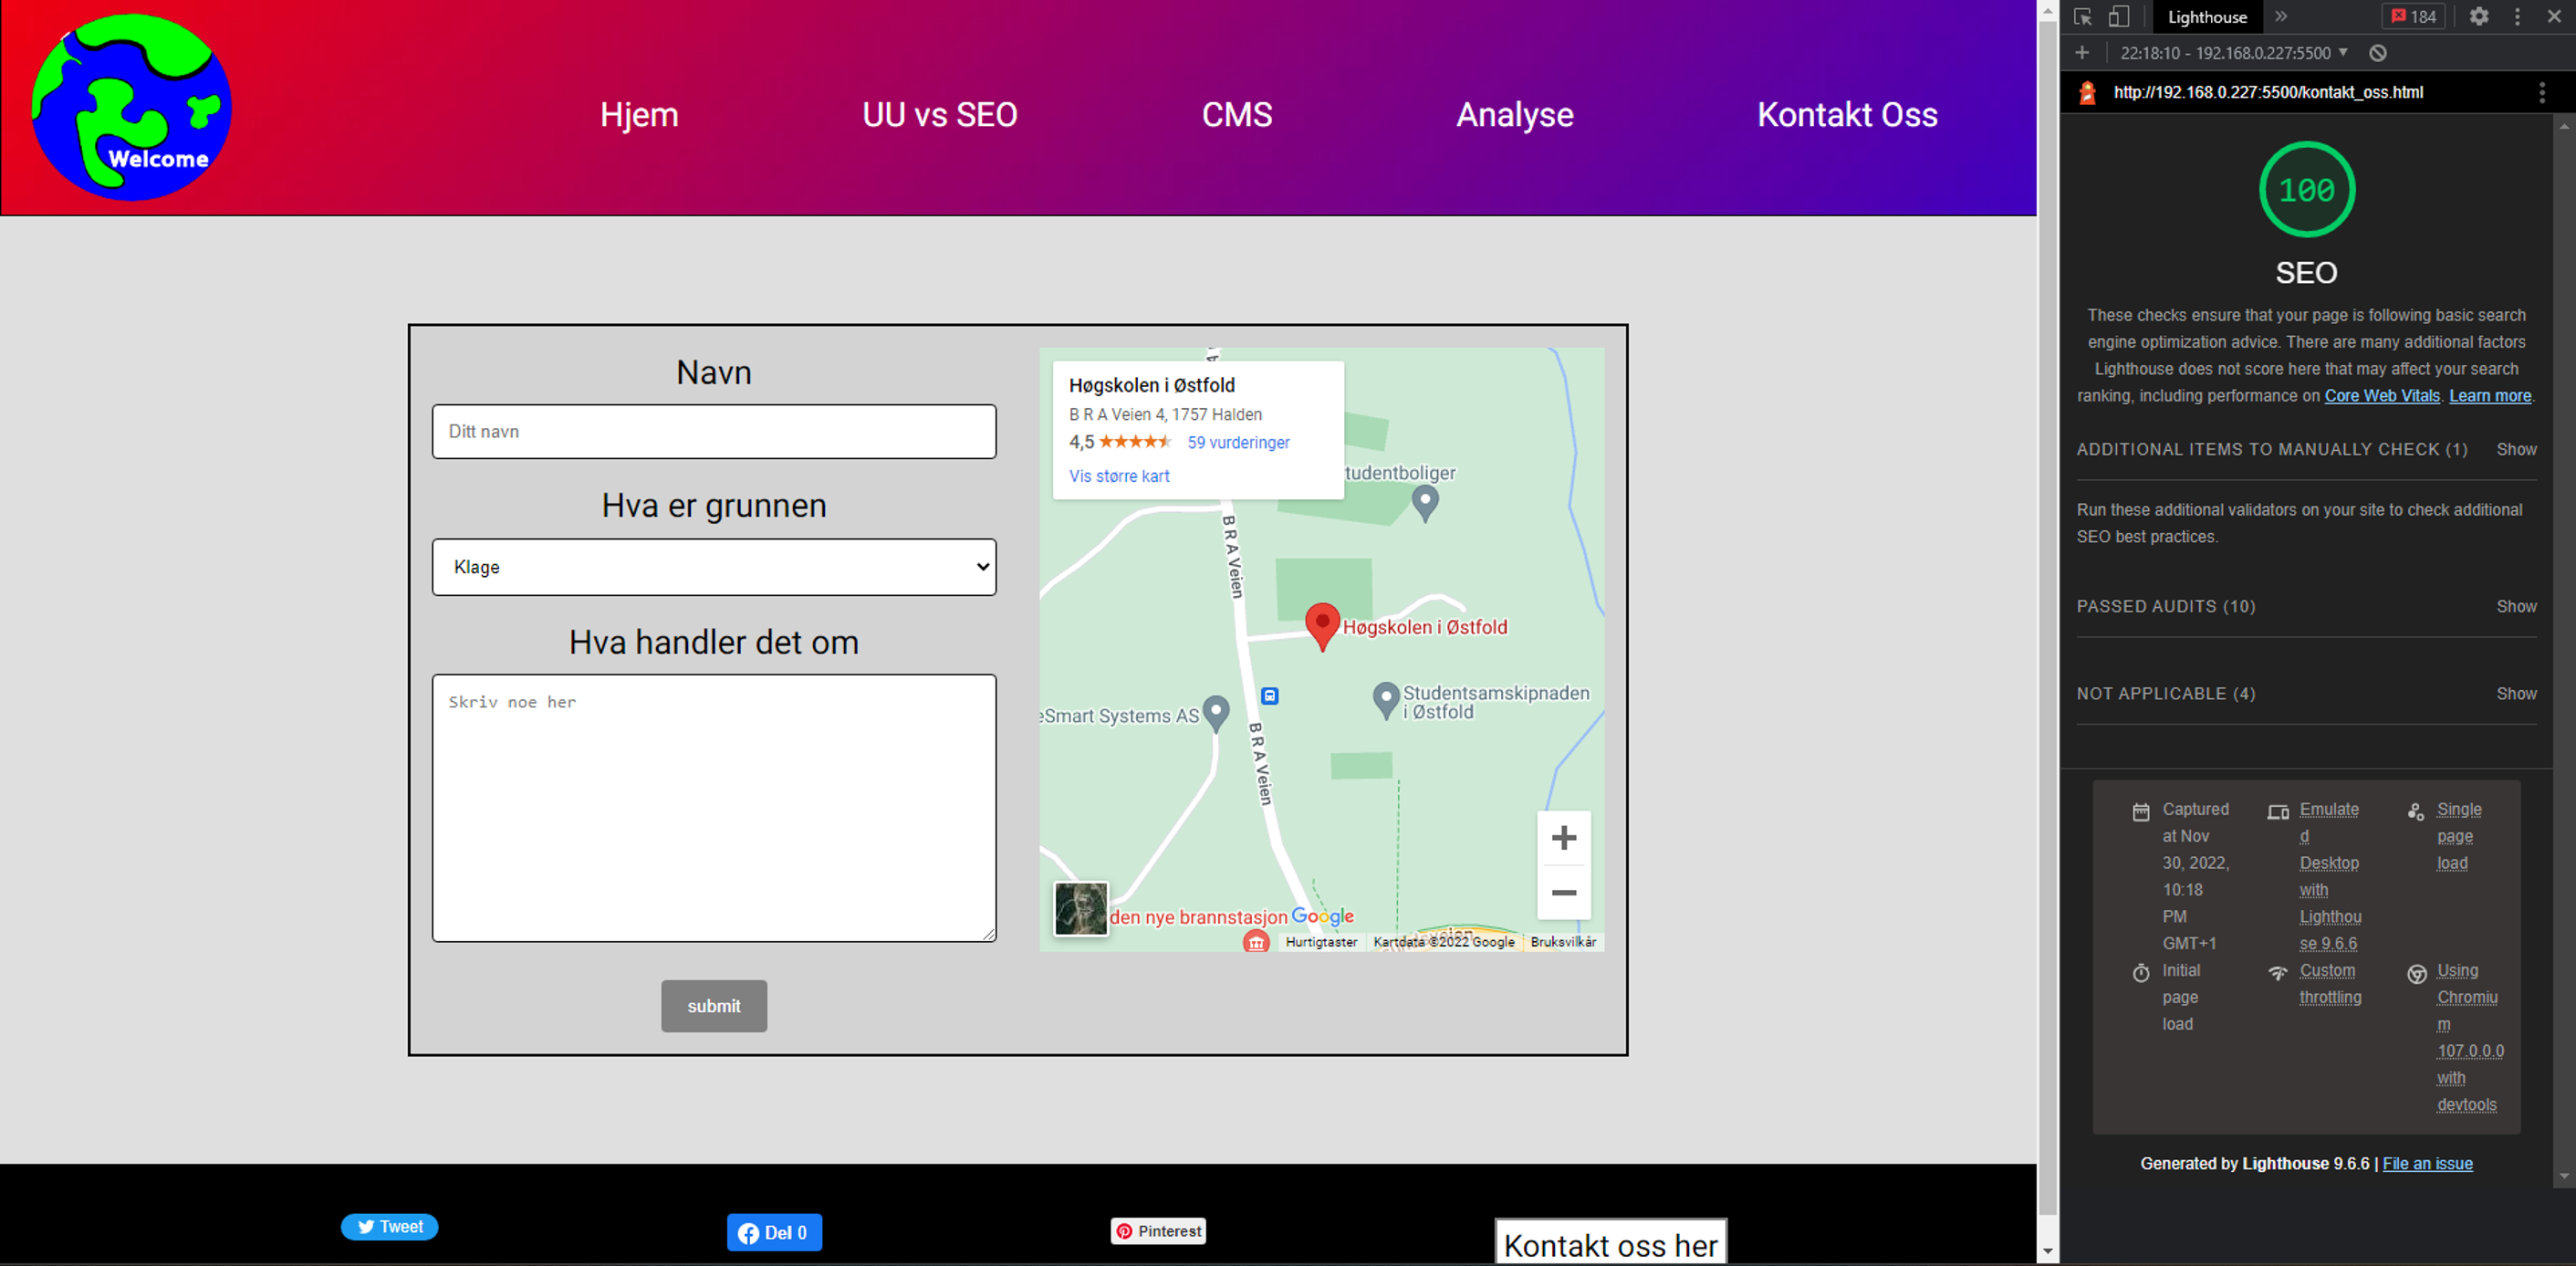 Welcome
Hjem
UU vs SEO
CMS
Analyse
Kontakt Oss
Navn
Ditt navn
Hva er grunnen
Klage
Hva handler det om
Skriv noe her
submit
Høgskolen i Østfold
B R A Veien 4, 1757 Halden
4,5 59 vurderinger
Vis større kart
tudentboliger
B R A Veien
Høgskolen i Østfold
Studentsamskipnaden
i Østfold
eSmart Systems AS
B R A Veien
den nye brannstasjon Google
Hurtigtaster Kartdata ©2022 Google Bruksvilkår
Tweet
Del 0
Pinterest
Kontakt oss her
Lighthouse
184
22:18:10 - 192.168.0.227:5500
http://192.168.0.227:5500/kontakt_oss.html
100
SEO
These checks ensure that your page is following basic search
engine optimization advice. There are many additional factors
Lighthouse does not score here that may affect your search
ranking, including performance on Core Web Vitals. Learn more.
ADDITIONAL ITEMS TO MANUALLY CHECK (1) Show
Run these additional validators on your site to check additional
SEO best practices.
PASSED AUDITS (10) Show
NOT APPLICABLE (4) Show
Captured
at Nov
30, 2022,
10:18
PM
GMT+1
Emulate
d
Desktop
with
Lighthou
se 9.6.6
Single
page
load
Initial
page
load
Custom
throttling
Using
Chromiu
m
107.0.0.0
with
devtools
Generated by Lighthouse 9.6.6 | File an issue